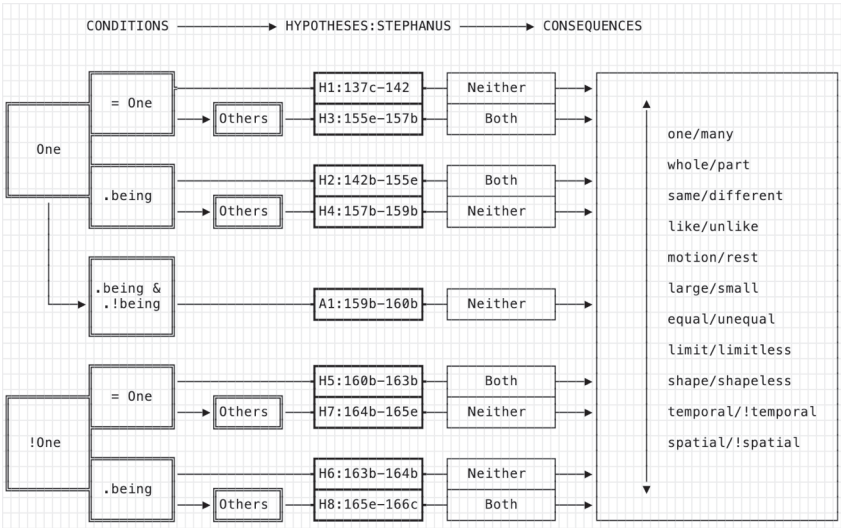 CONDITIONS HYPOTHESES:STEPHANUS CONSEQUENCES
One
= One
H1:137c-142
Neither
Others
H3:155e-157b
Both
.being
H2:142b-155e
Both
Others
H4:157b-159b
Neither
.being &
.!being
A1:159b-160b
Neither
!One
= One
H5:160b-163b
Both
Others
H7:164b-165e
Neither
.being
H6:163b-164b
Neither
Others
H8:165e-166c
Both
one/many
whole/part
same/different
like/unlike
motion/rest
large/small
equal/unequal
limit/limitless
shape/shapeless
temporal/!temporal
spatial/!spatial